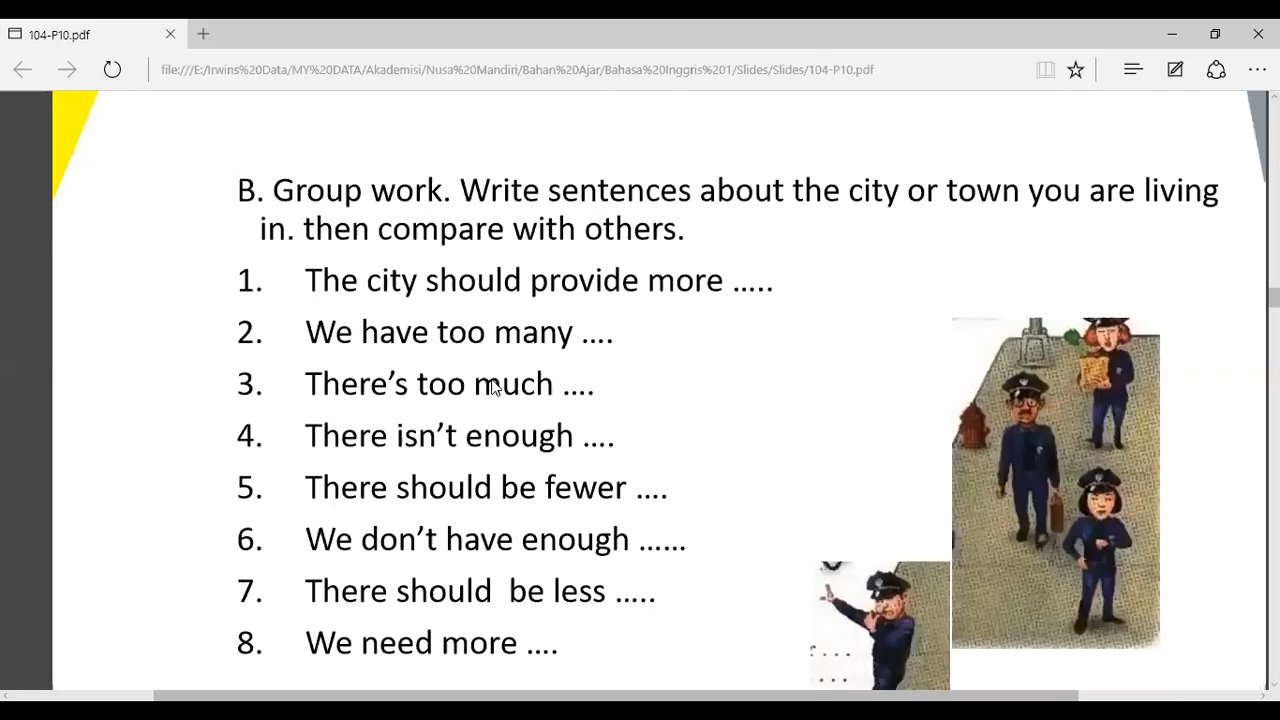 104-P10.pdf
file:///E:/Irwins%20Data/MY%20DATA/Akademisi/Nusa%20Mandiri/Bahan%20Ajar/Bahasa%20Inggris%201/Slides/Slides/104-P10.pdf
B. Group work. Write sentences about the city or town you are living
in. then compare with others.
1. The city should provide more .....
2. We have too many ....
3. There’s too much ....
4. There isn’t enough ....
5. There should be fewer ....
6. We don’t have enough ......
7. There should  be less .....
8. We need more ....